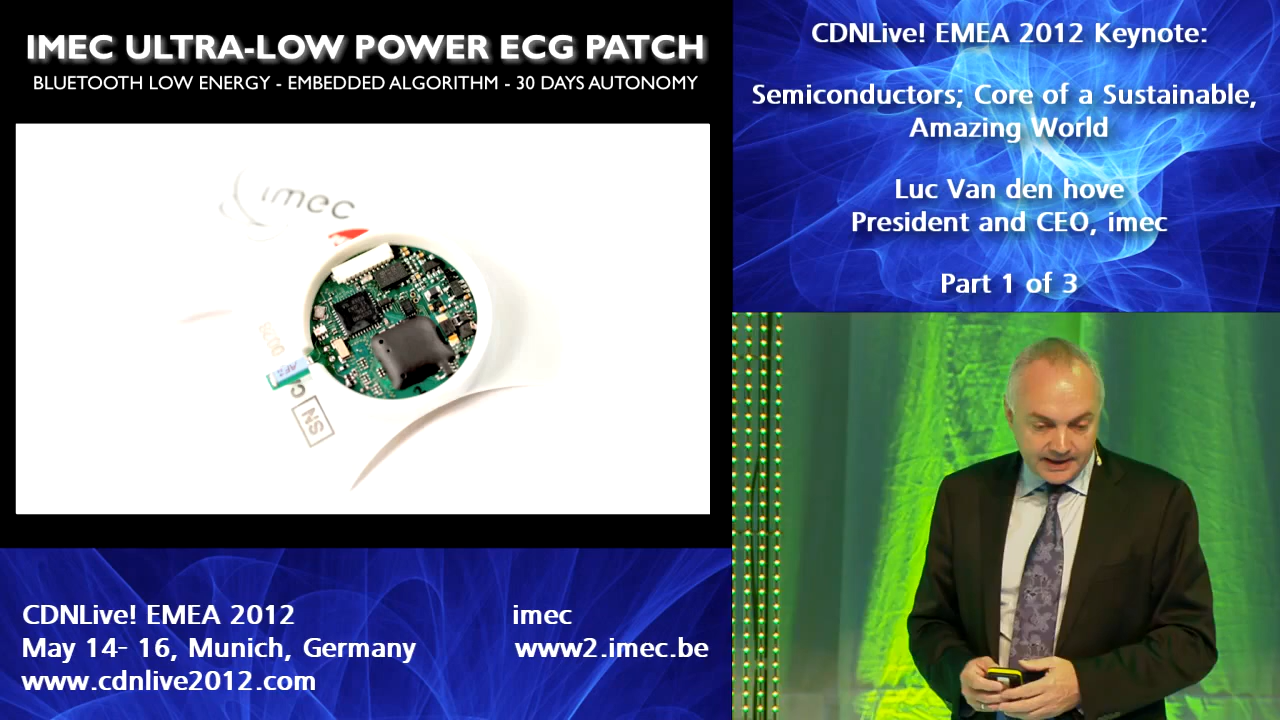 IMEC ULTRA-LOW POWER ECG PATCH
BLUETOOTH LOW ENERGY - EMBEDDED ALGORITHM - 30 DAYS AUTONOMY
imec
SN
CDNLive! EMEA 2012 Keynote:
Semiconductors; Core of a Sustainable,
Amazing World
Luc Van den hove
President and CEO, imec
Part 1 of 3
CDNLive! EMEA 2012
May 14- 16, Munich, Germany
www.cdnlive2012.com
imec
www2.imec.be